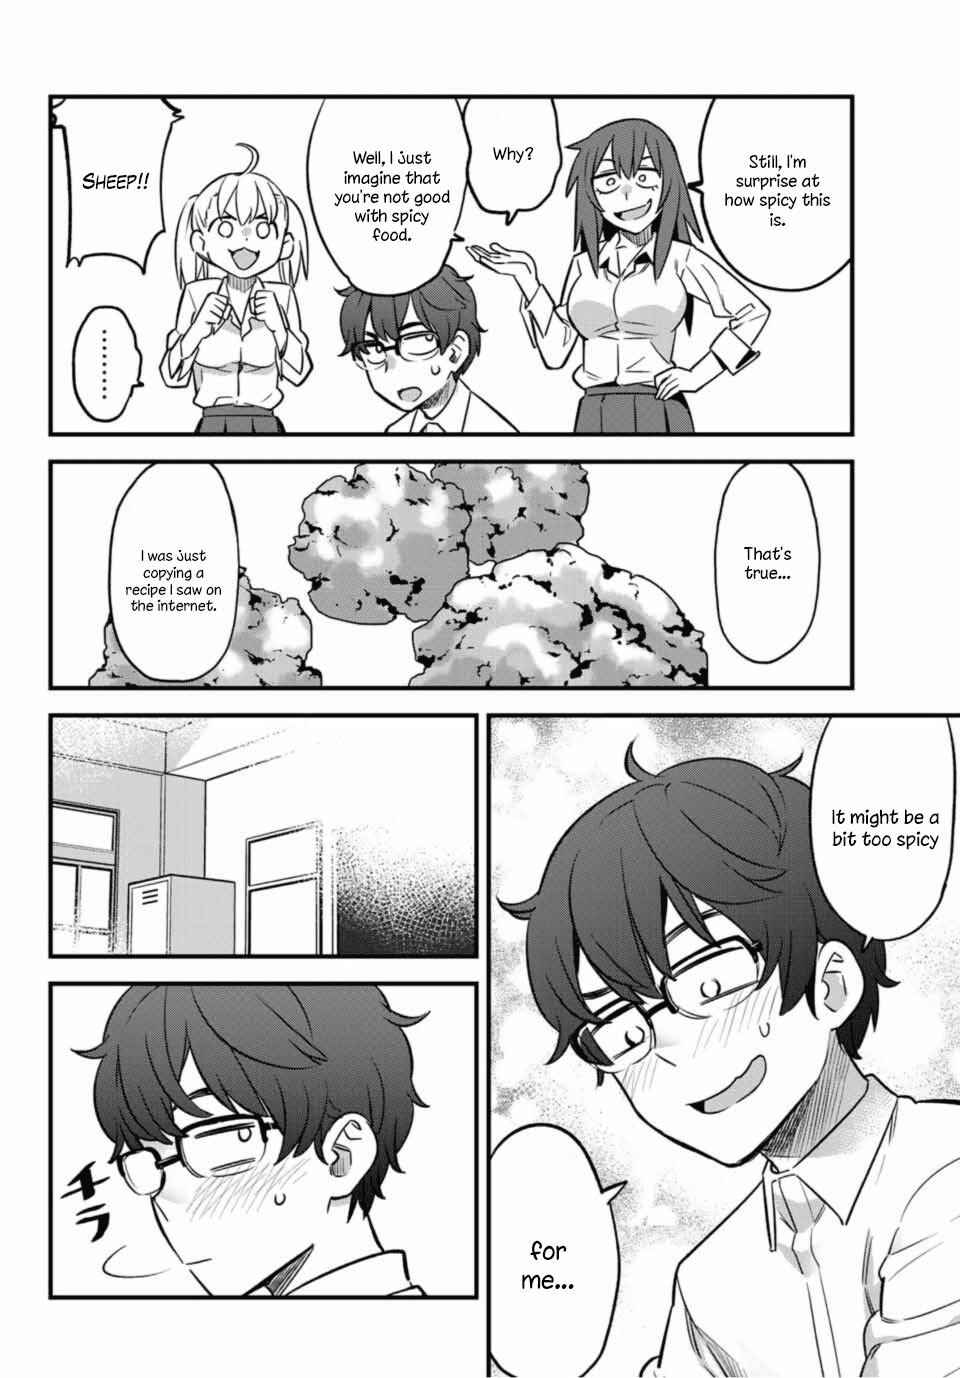 Still, I'm
surprise at
how spicy this
is.
Why?
Well, I just
imagine that
you're not good
with spicy
food.
SHEEP!!
.........
That's
true...
I was just
copying a
recipe I saw on
the internet.
It might be a
bit too spicy
for
me...
チラ